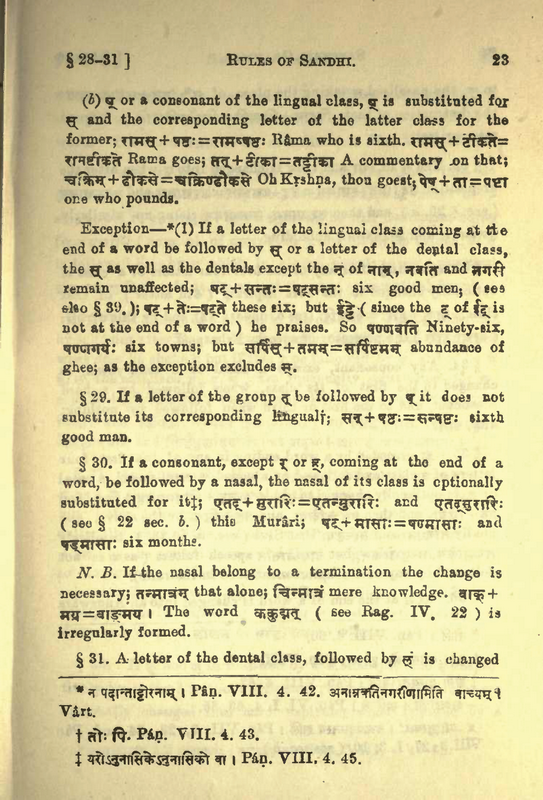 § 28-31 ] RULES OF SANDHI. 23
(b) ष् or a consonant of the lingual class, ष् is substituted for
स् and the corresponding letter of the latter class for the
former; रामस् + षष्ठः = रामष्षष्ठः Râma who is sixth. रामस् + टीकते=
रामष्टीकते Rama goes; तत् + टीका = तट्टीका A commentary on that;
चक्रिन् + ढौकसे = चक्रिण्ढौकसे Oh Kṛshṇa, thou goest; पेष् + ता = पेष्टा
one who pounds.
Exception—*(1) If a letter of the lingual class coming at the
end of a word be followed by स् or a letter of the dental class,
the स् as well as the dentals except the न् of नाम्, नवति and नगरी
remain unaffected; षट् + सन्तः = षट्सन्तः six good men; ( see
also § 39. ); षट् + ते = षट्ते these six; but ईट्टे ( since the ट् of ईट् is
not at the end of a word ) he praises. So षण्णवति Ninety-six,
षण्णगर्यः six towns; but सर्पिस् + तमम् = सर्पिष्टमम् abundance of
ghee; as the exception excludes स्.
§ 29. If a letter of the group तु be followed by ष् it does not
substitute its corresponding lingual†; सन् + षष्ठः = सन्षष्ठः sixth
good man.
§ 30. If a consonant, except र् or ह्, coming at the end of a
word, be followed by a nasal, the nasal of its class is optionally
substituted for it‡; एतद् + मुरारिः = एतन्मुरारिः and एतद्मुरारिः
( see § 22 sec. b. ) this Murâri; षट् + मासाः = षण्मासाः and
षड्मासाः six months.
N. B. If the nasal belong to a termination the change is
necessary; तन्मात्रम् that alone; चिन्मात्रं mere knowledge. वाक् +
मय = वाङ्मय । The word ककुद्मत् ( see Rag. IV. 22 ) is
irregularly formed.
§ 31. A letter of the dental class, followed by ल् is changed
* न पदान्ताट्टोरनाम् । Pâṇ. VIII. 4. 42. अनाम्नवतिनगरीणामिति वाच्यम् ।
Vârt.
† तोः षि. Páṇ. VIII. 4. 43.
‡ यरोऽनुनासिकेऽनुनासिको वा । Páṇ. VIII. 4. 45.